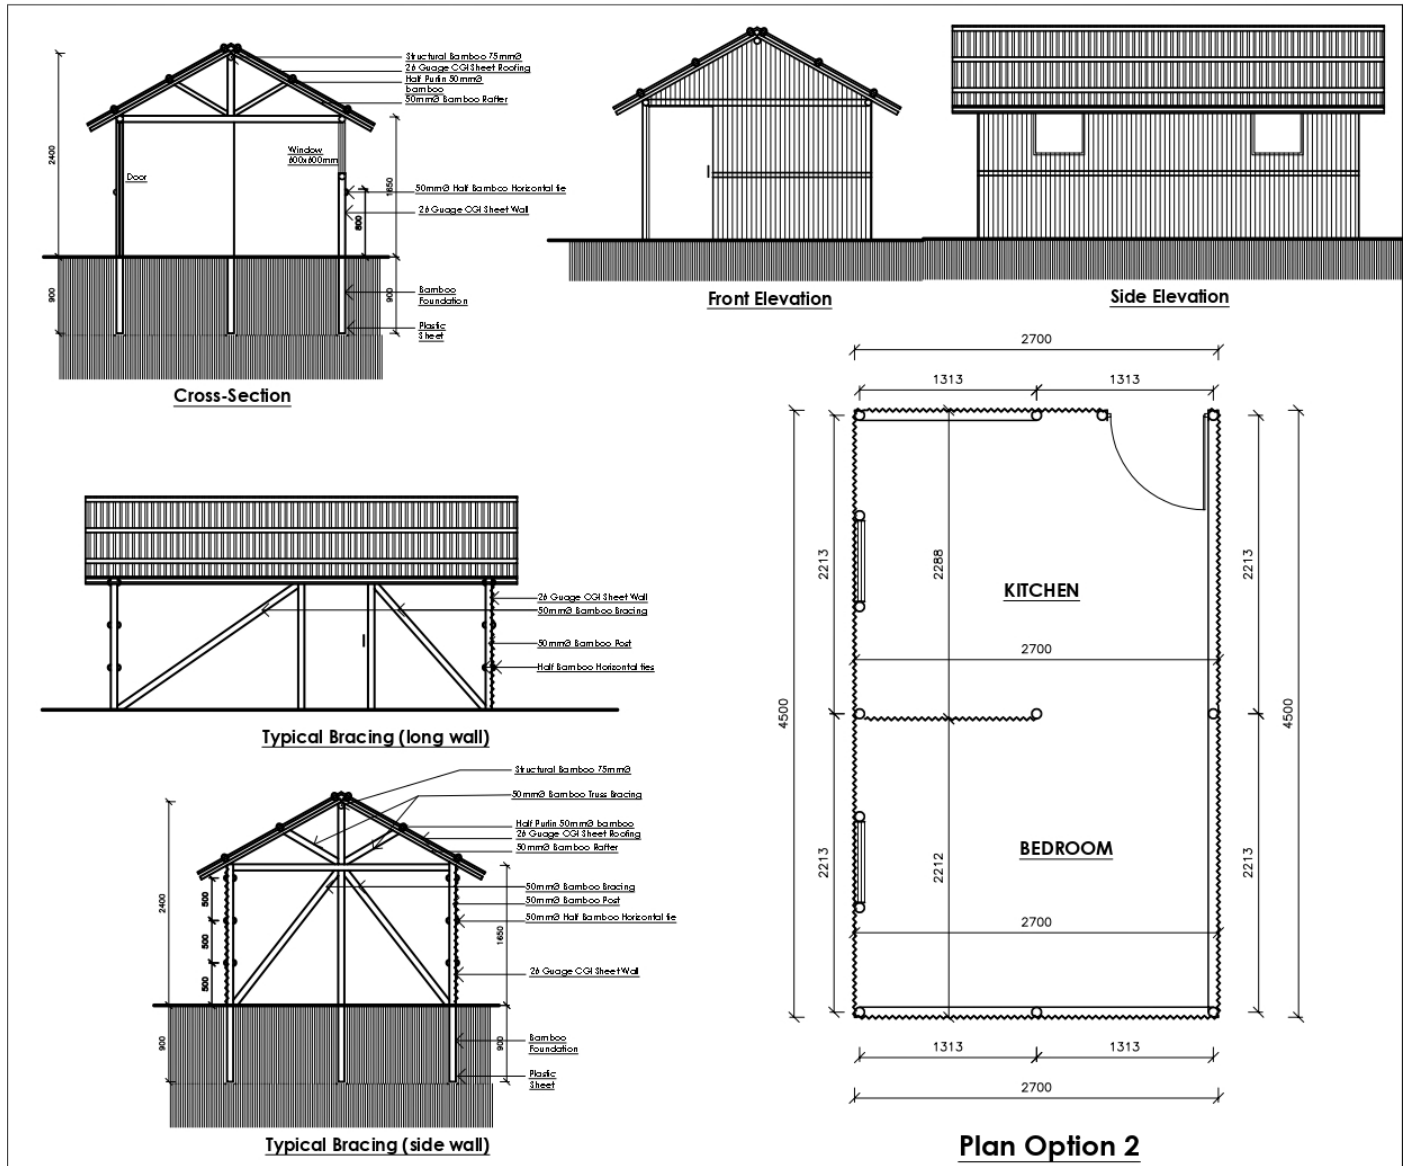 Structural Bamboo 75mmØ
26 Guage CGI Sheet Roofing
Half Purlin 50mmØ
bamboo
50mmØ Bamboo Rafter
2400
Window
600x600mm
Door
1650
50mmØ Half Bamboo Horizontal tie
26 Guage CGI Sheet Wall
800
900
900
Bamboo
Foundation
Plastic
Sheet
Cross-Section
Front Elevation
Side Elevation
26 Guage CGI Sheet Wall
50mmØ Bamboo Bracing
50mmØ Bamboo Post
Half Bamboo Horizontal ties
Typical Bracing (long wall)
Structural Bamboo 75mmØ
50mmØ Bamboo Truss Bracing
Half Purlin 50mmØ bamboo
26 Guage CGI Sheet Roofing
50mmØ Bamboo Rafter
50mmØ Bamboo Bracing
50mmØ Bamboo Post
50mmØ Half Bamboo Horizontal tie
2400
500
500
500
1650
26 Guage CGI Sheet Wall
900
900
Bamboo
Foundation
Plastic
Sheet
Typical Bracing (side wall)
2700
1313
1313
2213
2288
2213
KITCHEN
2700
4500
4500
BEDROOM
2213
2212
2213
2700
1313
1313
2700
Plan Option 2